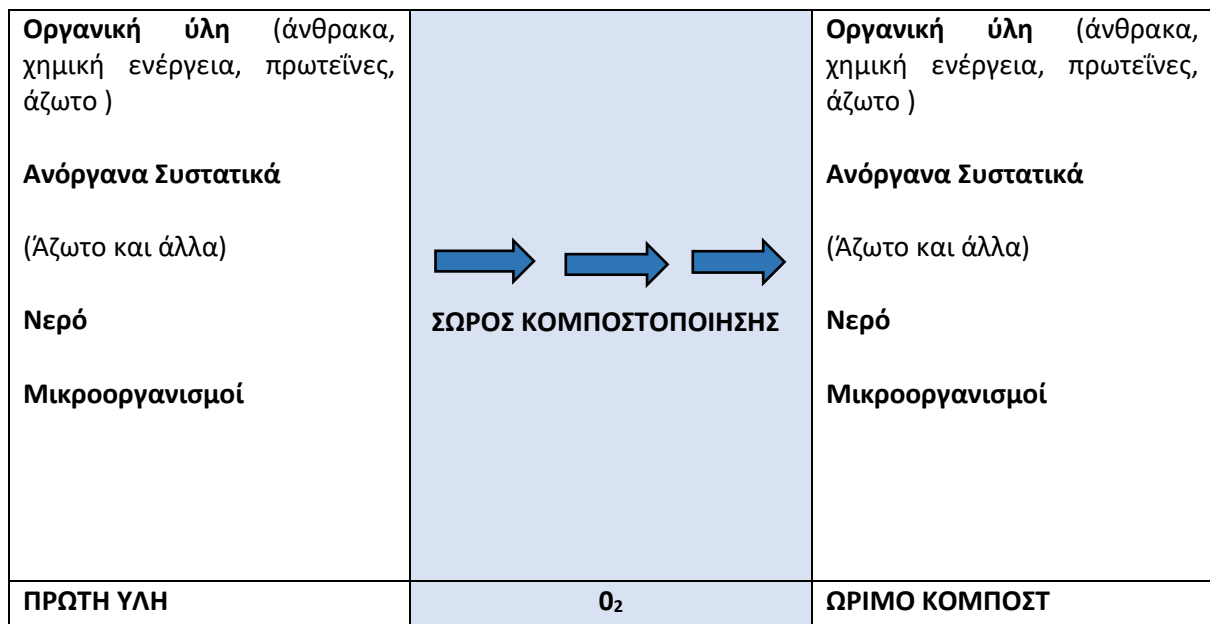 Οργανική ύλη (άνθρακα,
χημική ενέργεια, πρωτεΐνες,
άζωτο )
Ανόργανα Συστατικά
(Άζωτο και άλλα)
Νερό
Μικροοργανισμοί
ΣΩΡΟΣ ΚΟΜΠΟΣΤΟΠΟΙΗΣΗΣ
Οργανική ύλη (άνθρακα,
χημική ενέργεια, πρωτεΐνες,
άζωτο )
Ανόργανα Συστατικά
(Άζωτο και άλλα)
Νερό
Μικροοργανισμοί
ΠΡΩΤΗ ΥΛΗ
0₂
ΩΡΙΜΟ ΚΟΜΠΟΣΤ